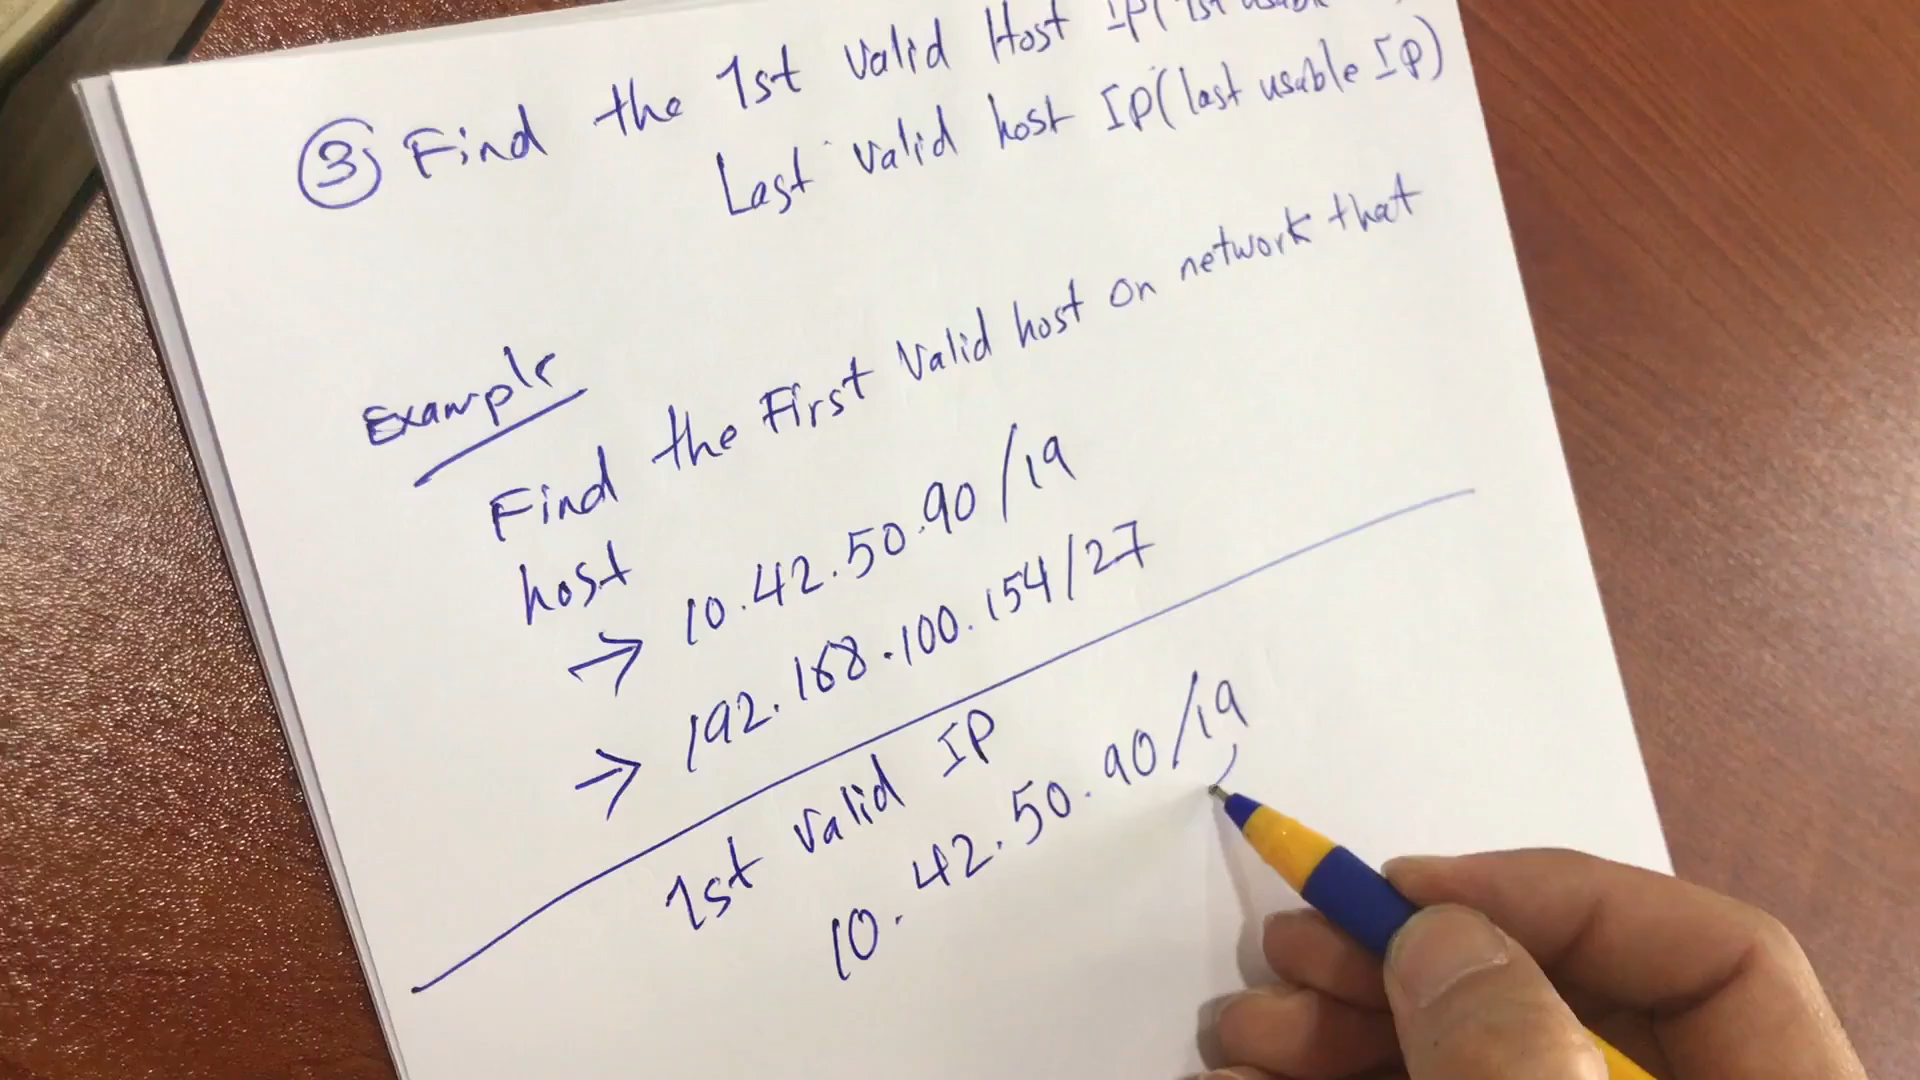 ③ Find the 1st Valid Host IP(1st usable
Last valid host IP(last usable IP)
Example
Find the First Valid host on network that
host
→ 10.42.50.90/19
→ 192.168.100.154/27
1st Valid IP
10.42.50.90/19